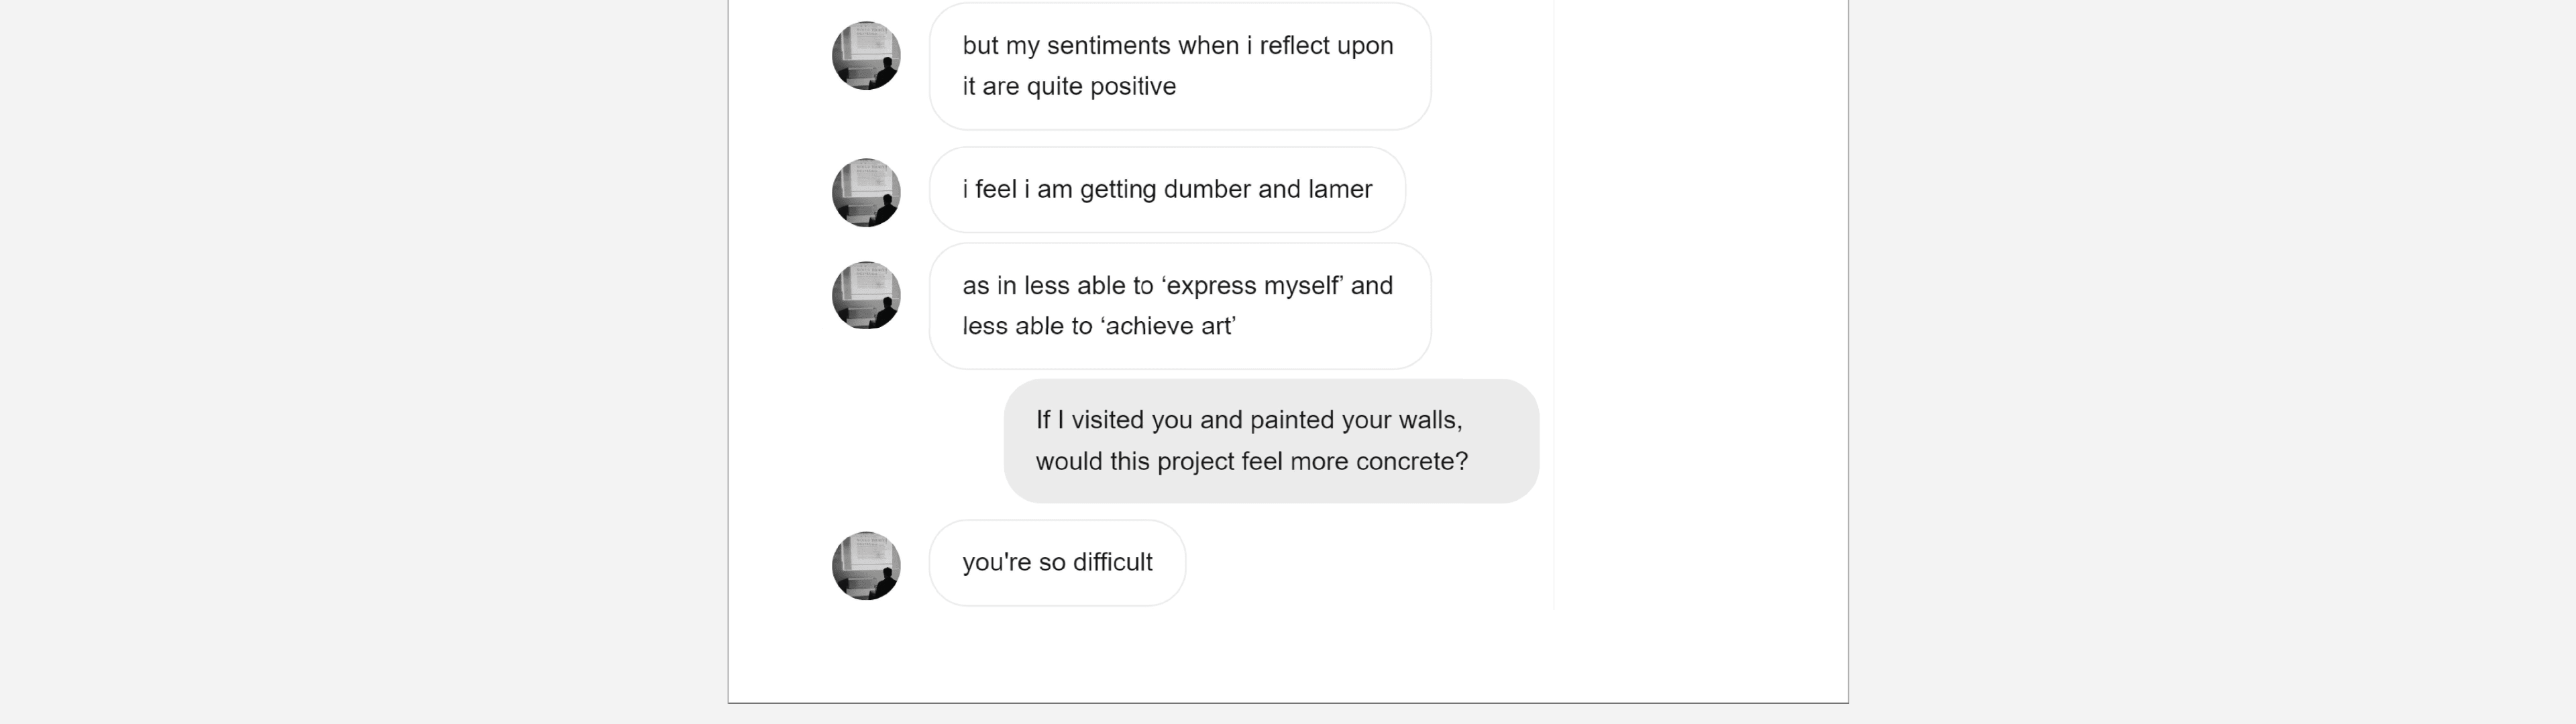 but my sentiments when i reflect upon
it are quite positive
i feel i am getting dumber and lamer
as in less able to ‘express myself’ and
less able to ‘achieve art’
If I visited you and painted your walls,
would this project feel more concrete?
you're so difficult